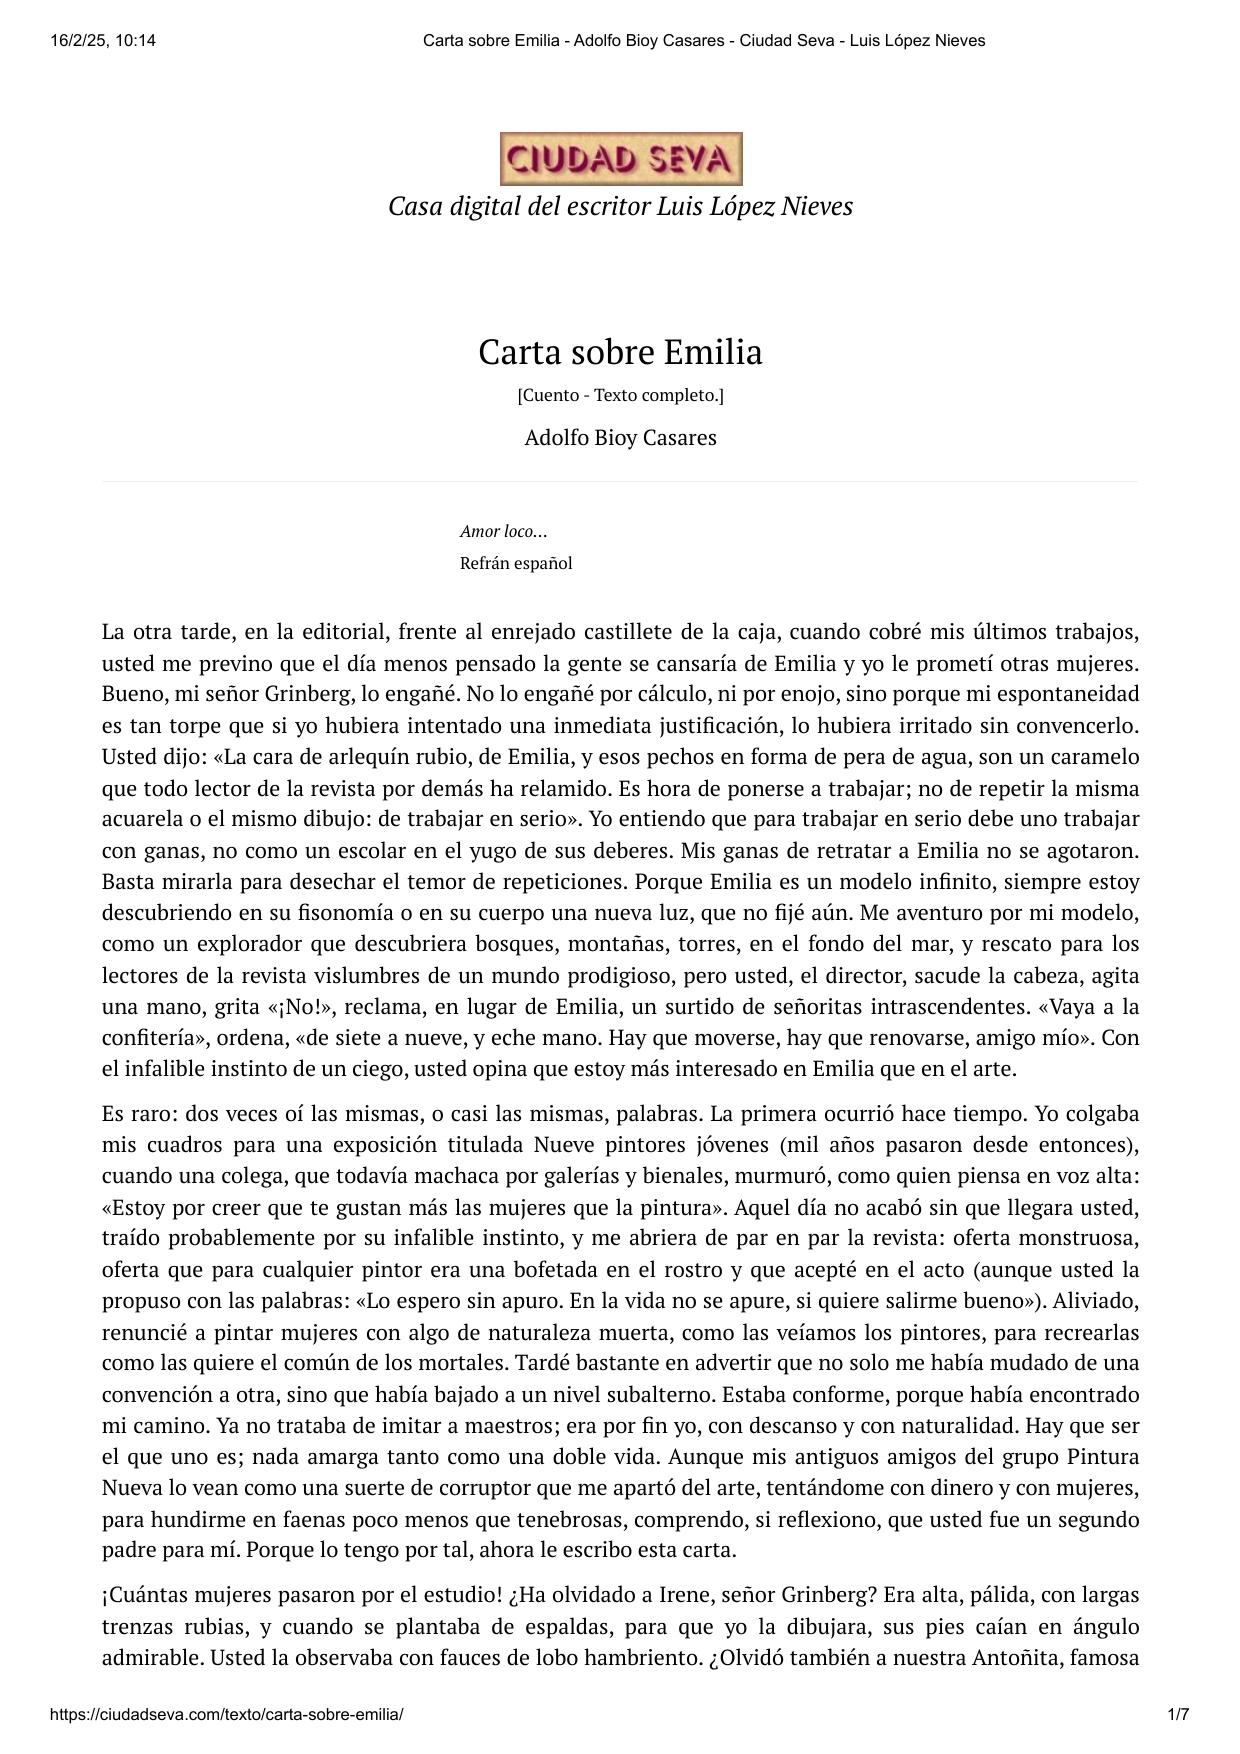 16/2/25, 10:14
Carta sobre Emilia - Adolfo Bioy Casares - Ciudad Seva - Luis López Nieves
CIUDAD SEVA
Casa digital del escritor Luis López Nieves
Carta sobre Emilia
[Cuento - Texto completo.]
Adolfo Bioy Casares
Amor loco…
Refrán español
La otra tarde, en la editorial, frente al enrejado castillete de la caja, cuando cobré mis últimos trabajos,
usted me previno que el día menos pensado la gente se cansaría de Emilia y yo le prometí otras mujeres.
Bueno, mi señor Grinberg, lo engañé. No lo engañé por cálculo, ni por enojo, sino porque mi espontaneidad
es tan torpe que si yo hubiera intentado una inmediata justificación, lo hubiera irritado sin convencerlo.
Usted dijo: «La cara de arlequín rubio, de Emilia, y esos pechos en forma de pera de agua, son un caramelo
que todo lector de la revista por demás ha relamido. Es hora de ponerse a trabajar; no de repetir la misma
acuarela o el mismo dibujo: de trabajar en serio». Yo entiendo que para trabajar en serio debe uno trabajar
con ganas, no como un escolar en el yugo de sus deberes. Mis ganas de retratar a Emilia no se agotaron.
Basta mirarla para desechar el temor de repeticiones. Porque Emilia es un modelo infinito, siempre estoy
descubriendo en su fisonomía o en su cuerpo una nueva luz, que no fijé aún. Me aventuro por mi modelo,
como un explorador que descubriera bosques, montañas, torres, en el fondo del mar, y rescato para los
lectores de la revista vislumbres de un mundo prodigioso, pero usted, el director, sacude la cabeza, agita
una mano, grita «¡No!», reclama, en lugar de Emilia, un surtido de señoritas intrascendentes. «Vaya a la
confitería», ordena, «de siete a nueve, y eche mano. Hay que moverse, hay que renovarse, amigo mío». Con
el infalible instinto de un ciego, usted opina que estoy más interesado en Emilia que en el arte.
Es raro: dos veces oí las mismas, o casi las mismas, palabras. La primera ocurrió hace tiempo. Yo colgaba
mis cuadros para una exposición titulada Nueve pintores jóvenes (mil años pasaron desde entonces),
cuando una colega, que todavía machaca por galerías y bienales, murmuró, como quien piensa en voz alta:
«Estoy por creer que te gustan más las mujeres que la pintura». Aquel día no acabó sin que llegara usted,
traído probablemente por su infalible instinto, y me abriera de par en par la revista: oferta monstruosa,
oferta que para cualquier pintor era una bofetada en el rostro y que acepté en el acto (aunque usted la
propuso con las palabras: «Lo espero sin apuro. En la vida no se apure, si quiere salirme bueno»). Aliviado,
renuncié a pintar mujeres con algo de naturaleza muerta, como las veíamos los pintores, para recrearlas
como las quiere el común de los mortales. Tardé bastante en advertir que no solo me había mudado de una
convención a otra, sino que había bajado a un nivel subalterno. Estaba conforme, porque había encontrado
mi camino. Ya no trataba de imitar a maestros; era por fin yo, con descanso y con naturalidad. Hay que ser
el que uno es; nada amarga tanto como una doble vida. Aunque mis antiguos amigos del grupo Pintura
Nueva lo vean como una suerte de corruptor que me apartó del arte, tentándome con dinero y con mujeres,
para hundirme en faenas poco menos que tenebrosas, comprendo, si reflexiono, que usted fue un segundo
padre para mí. Porque lo tengo por tal, ahora le escribo esta carta.
¡Cuántas mujeres pasaron por el estudio! ¿Ha olvidado a Irene, señor Grinberg? Era alta, pálida, con largas
trenzas rubias, y cuando se plantaba de espaldas, para que yo la dibujara, sus pies caían en ángulo
admirable. Usted la observaba con fauces de lobo hambriento. ¿Olvidó también a nuestra Antoñita, famosa
https://ciudadseva.com/texto/carta-sobre-emilia/
1/7